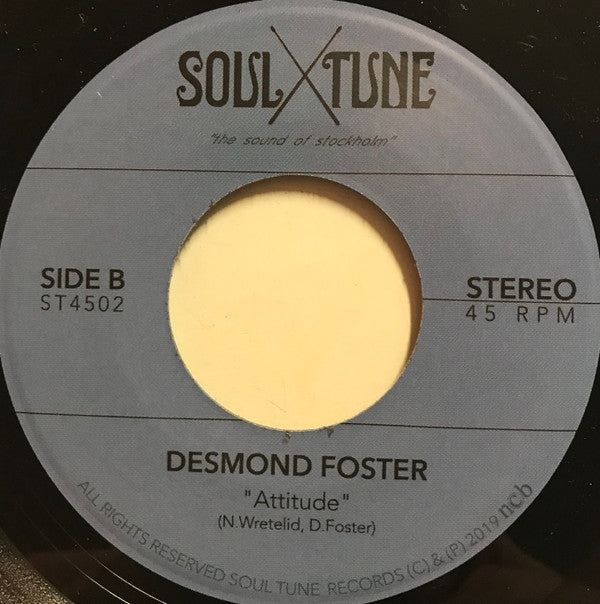 SOUL TUNE
"the sound of stockholm"
SIDE B
ST4502
STEREO
45 RPM
DESMOND FOSTER
"Attitude"
(N.Wretelid, D.Foster)
ALL RIGHTS RESERVED SOUL TUNE RECORDS (C) & (P) 2019 ncb